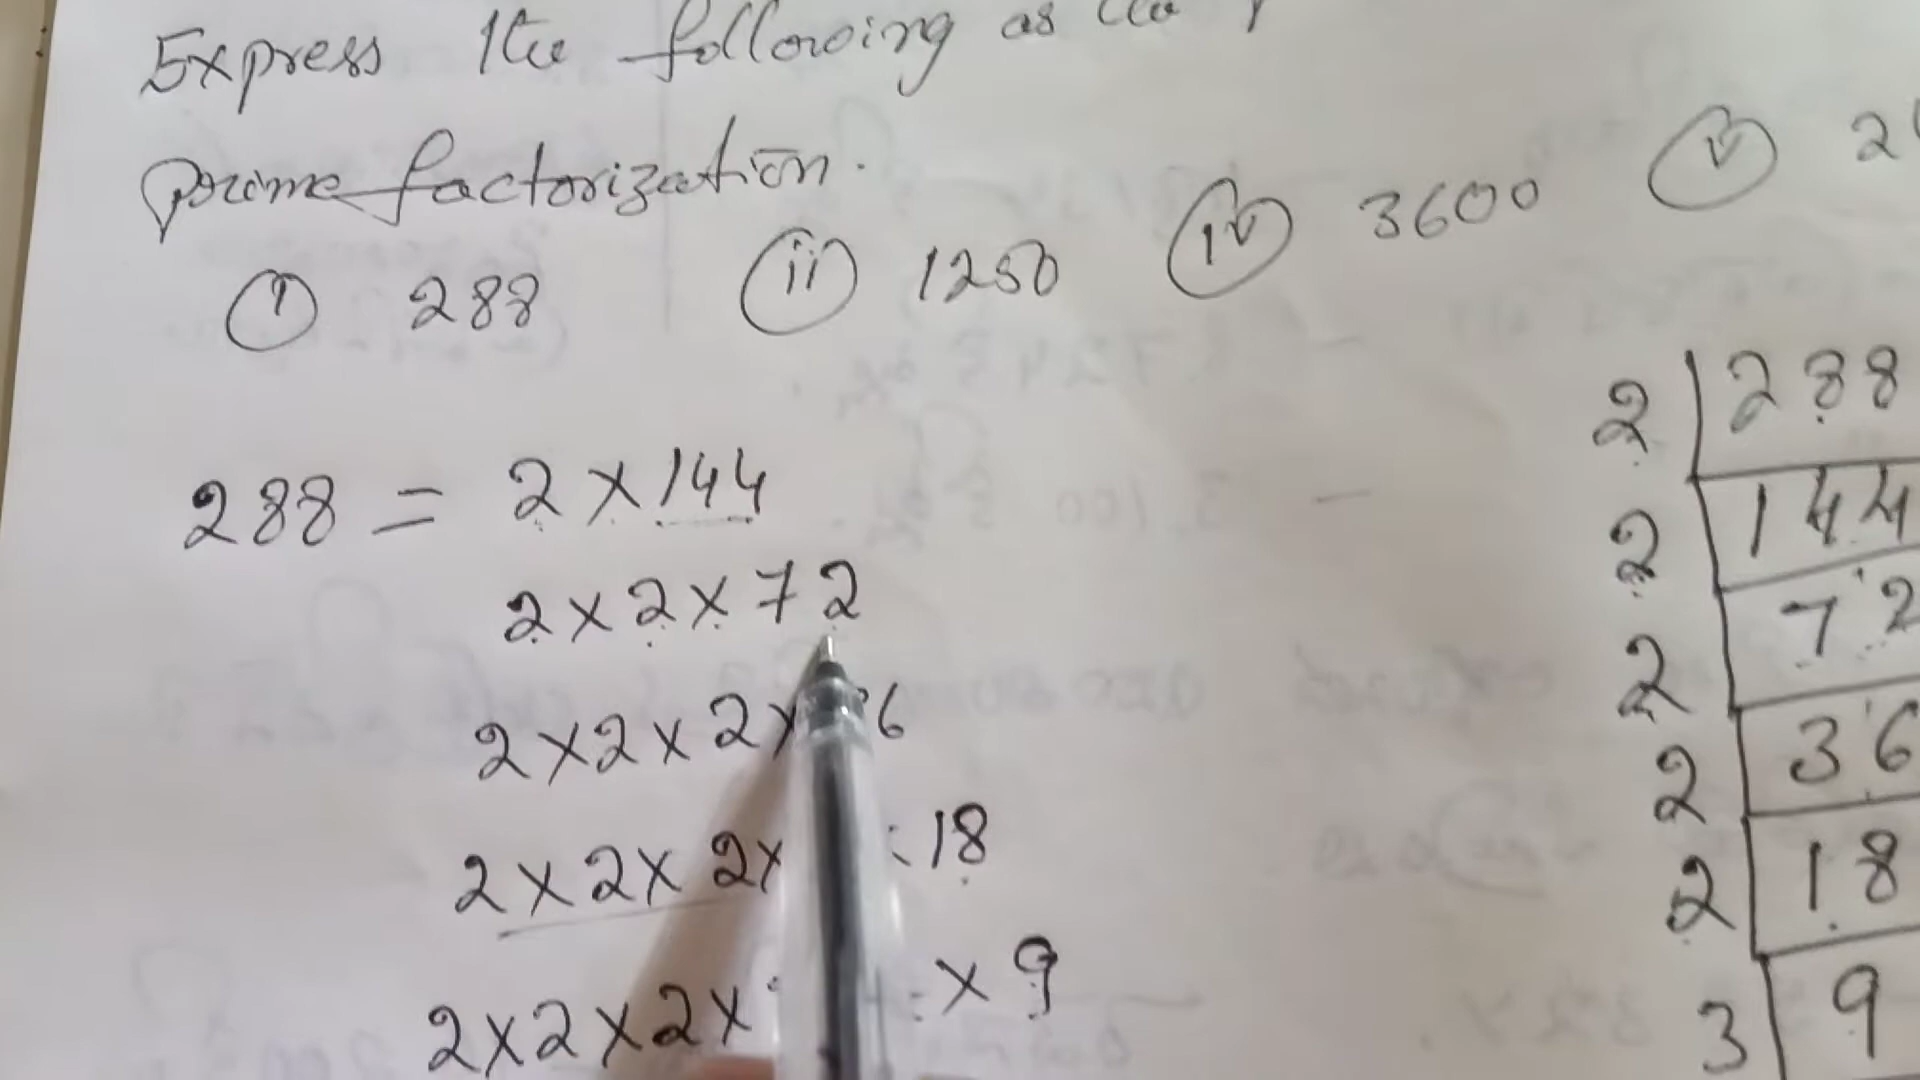 Express the following as
prime factorization.
(i) 288 (ii) 1250 (iv) 3600 (v)
288 = 2 × 144
2 × 2 × 72
2 × 2 × 2 × 6
2 × 2 × 2 × 18
2 × 2 × 2 × × 9
2 | 288
2 | 144
2 | 72
2 | 36
2 | 18
3 | 9